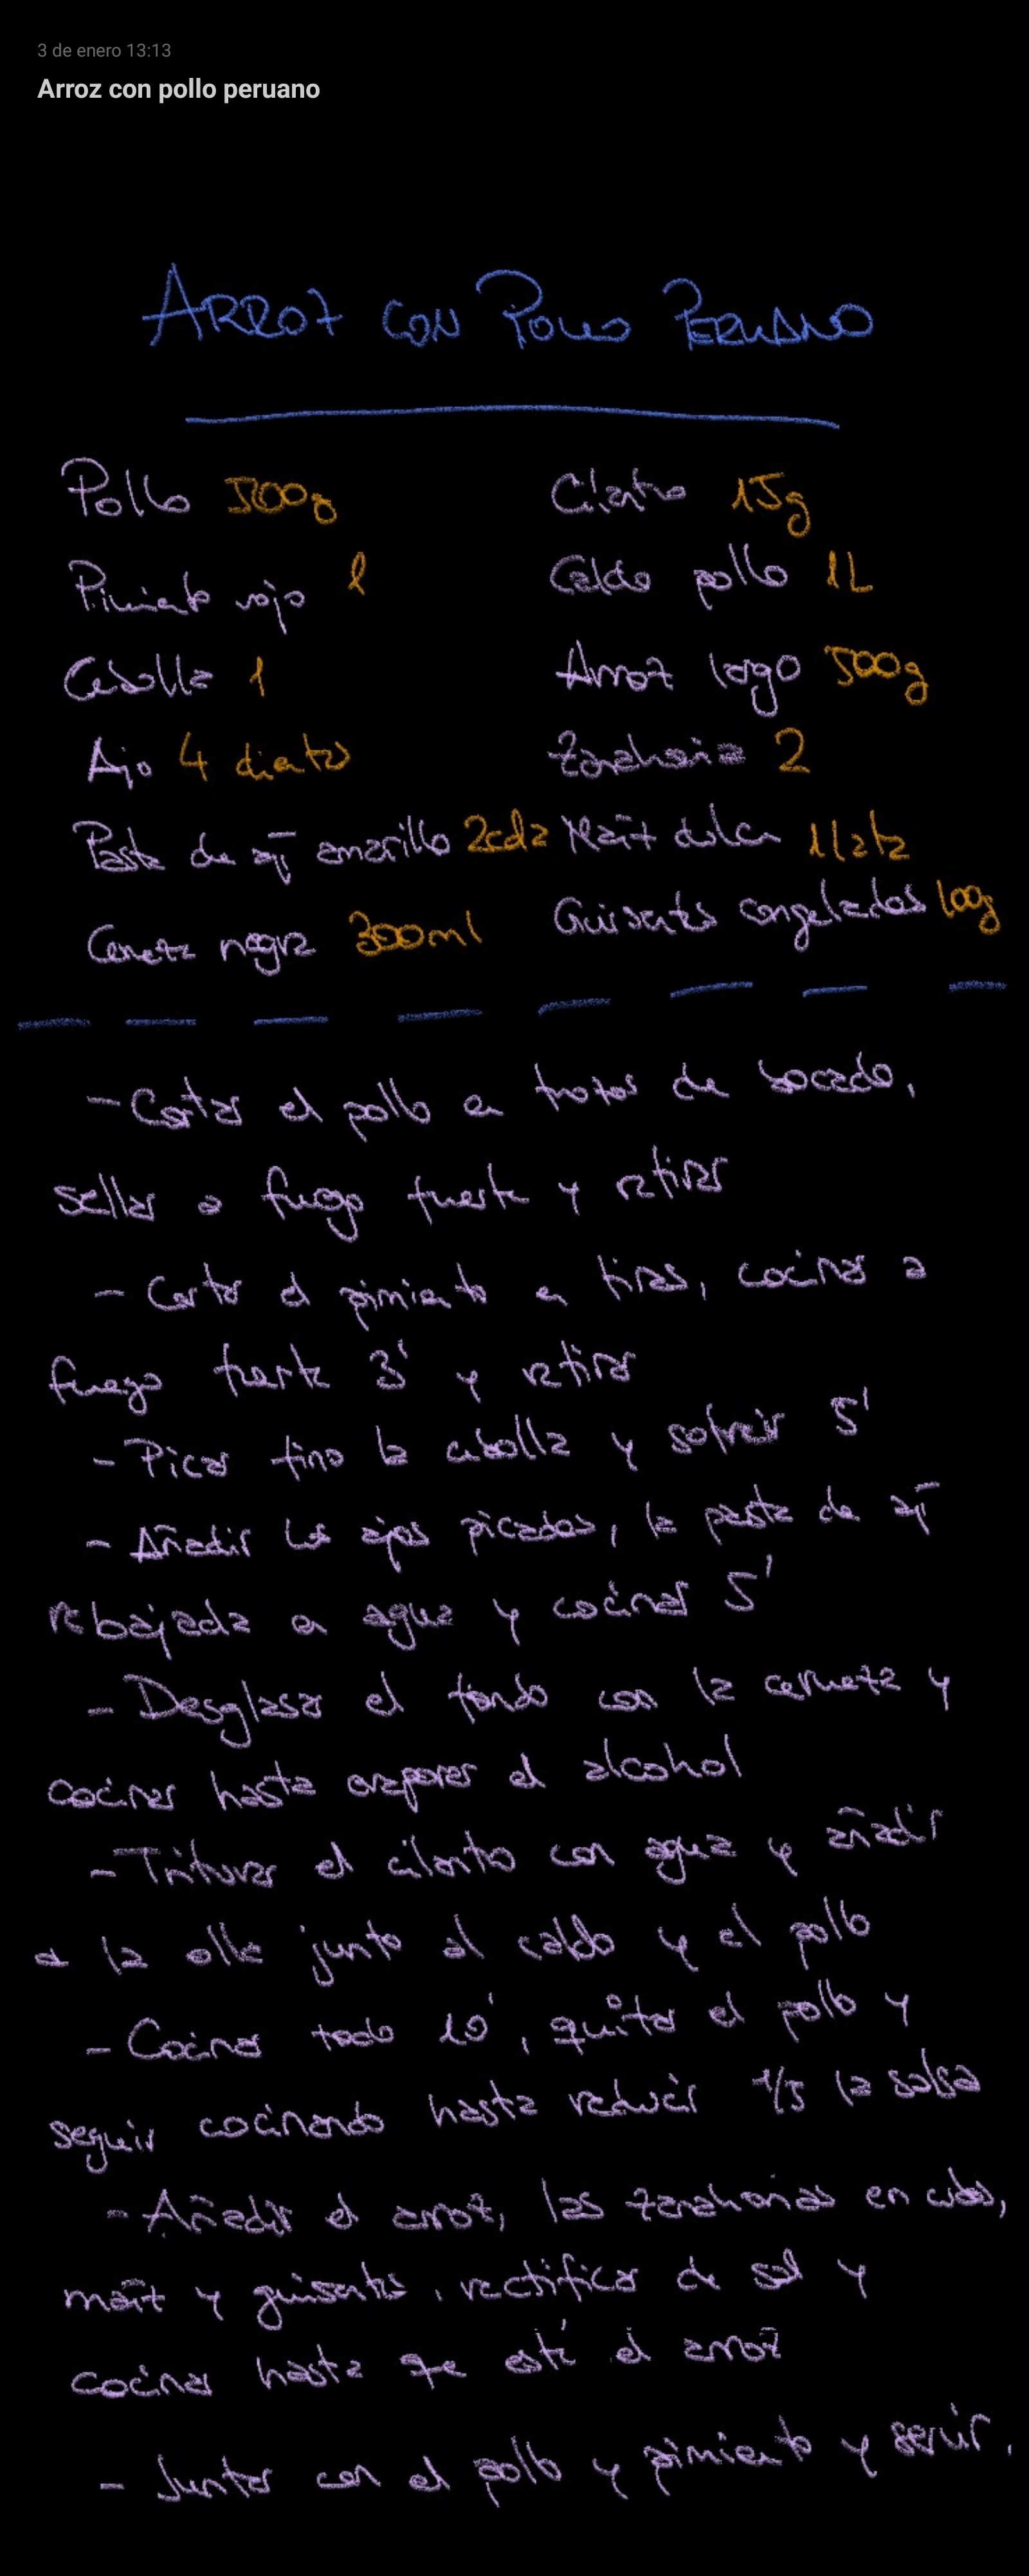 3 de enero 13:13
Arroz con pollo peruano
ARROZ CON POLLO PERUANO
Pollo 500g
Cilantro 15g
Pimiento rojo 1
Caldo pollo 1L
Cebolla 1
Arroz largo 500g
Ajo 4 dientes
Zanahoria 2
Pasta de ají amarillo 2cda
Maíz dulce 1 lata
Cerveza negra 300ml
Guisantes congelados 100g
- Cortar el pollo en trozos de bocado,
sellar a fuego fuerte y retirar
- Cortar el pimiento en tiras, cocinar a
fuego fuerte 3' y retirar
- Picar fino la cebolla y sofreir 5'
- Añadir los ajos picados, la pasta de ají
rebajada en agua y cocinar 5'
- Desglasar el fondo con la cerveza y
cocinar hasta evaporar el alcohol
- Triturar el cilantro con agua y añadir
a la olla junto al caldo y el pollo
- Cocinar todo 10', quitar el pollo y
seguir cocinando hasta reducir la salsa
- Añadir el arroz, las zanahorias en cubos,
maíz y guisantes, rectificar de sal y
cocinar hasta que esté el arroz
- Juntar con el pollo y pimiento y servir.